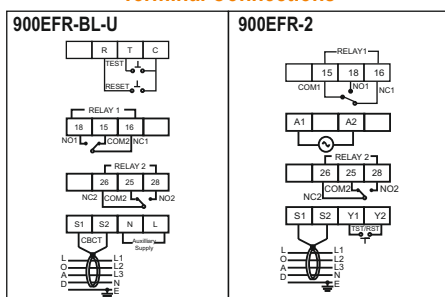 Terminal Connections
900EFR-BL-U
R T C
TEST
RESET
RELAY 1
18 15 16
NO1 COM2 NC1
RELAY 2
26 25 28
NC2 COM2 NO2
S1 S2 N L
CBCT Auxilliary
Supply
L L1
O L2
A L3
D N
E
900EFR-2
RELAY1
15 18 16
COM1 NO1 NC1
A1 A2
RELAY 2
26 25 28
NC2 COM2 NO2
S1 S2 Y1 Y2
TST/RST
L L1
O L2
A L3
D N
E